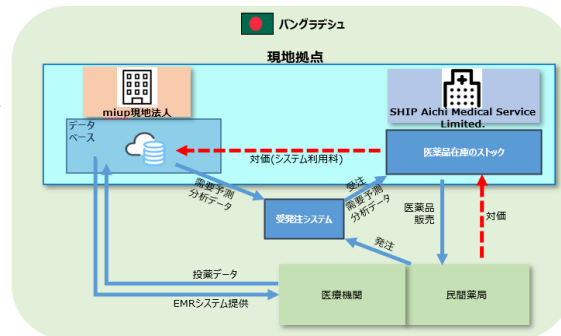 バングラデシュ
現地拠点
miup現地法人
SHIP Aichi Medical Service
Limited.
データ
ベース
対価(システム利用料)
医薬品在庫のストック
需要予測
分析データ
受発注システム
受注
需要予測
分析データ
医薬品
販売
対価
発注
投薬データ
EMRシステム提供
医療機関
民間薬局